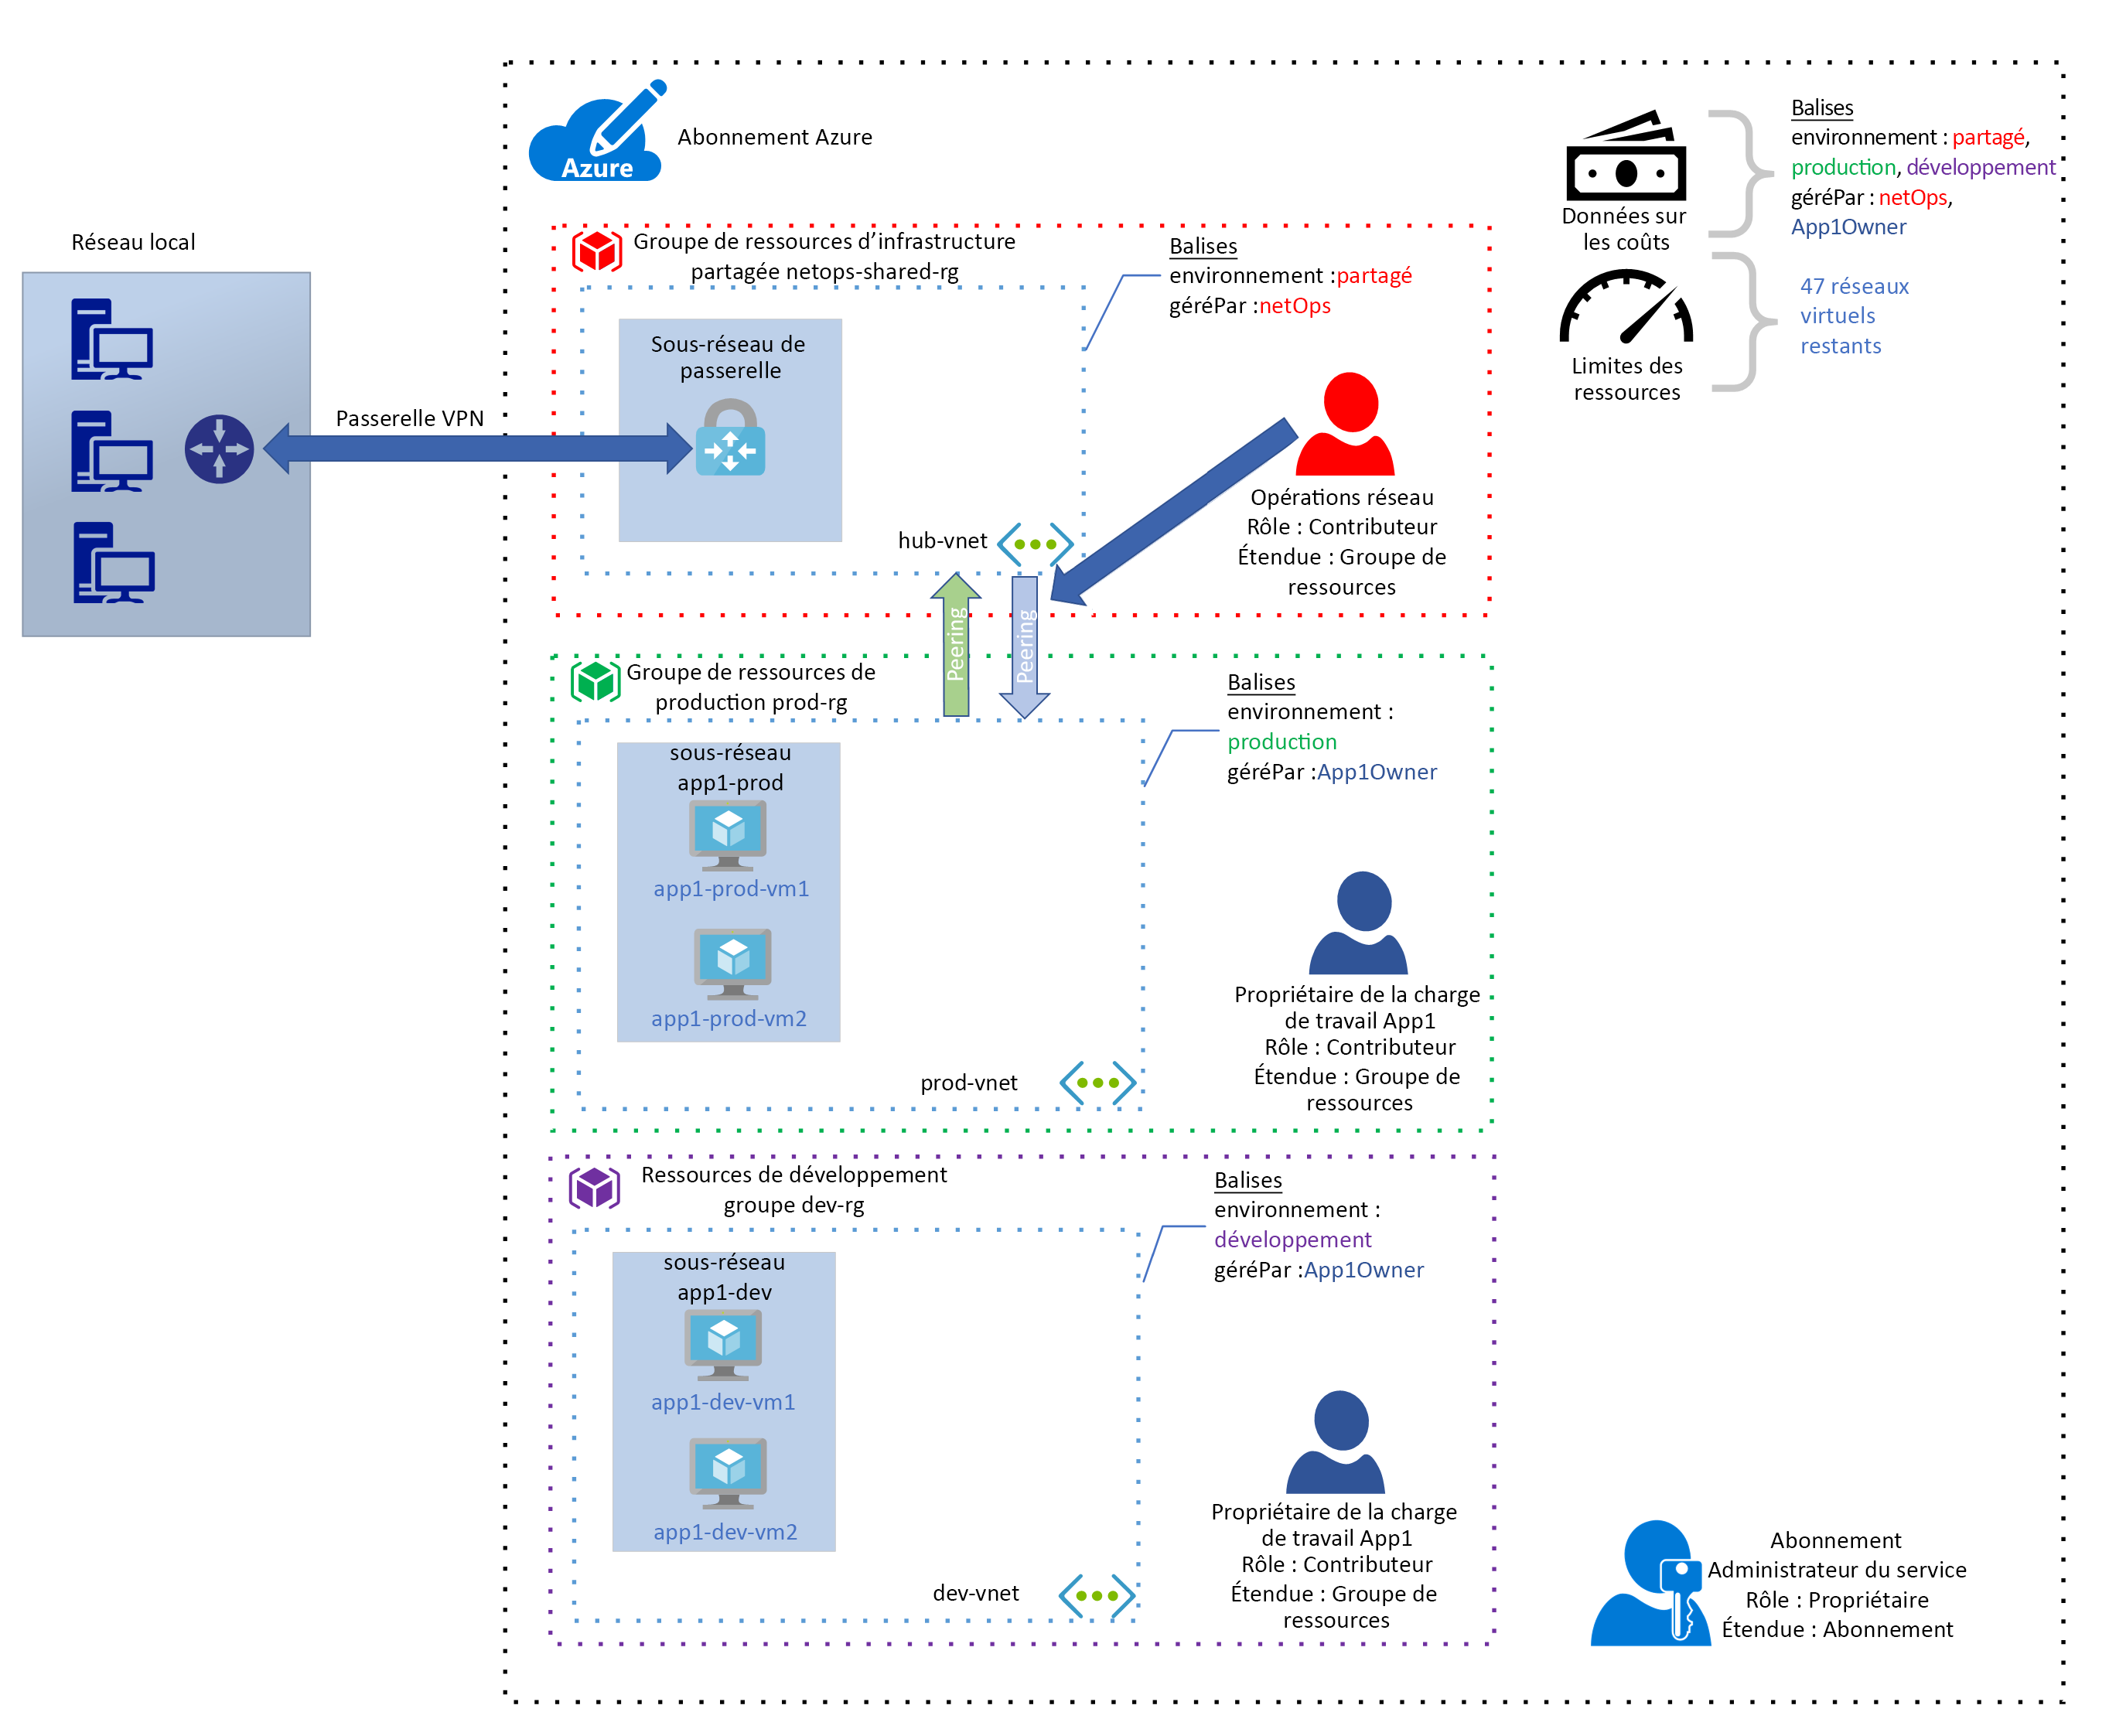 Azure
Abonnement Azure
Données sur
les coûts
Balises
environnement : partagé,
production, développement
géréPar : netOps,
App1Owner
Limites des
ressources
47 réseaux
virtuels
restants
Réseau local
Passerelle VPN
Groupe de ressources d’infrastructure
partagée netops-shared-rg
Balises
environnement :partagé
géréPar :netOps
Sous-réseau de
passerelle
hub-vnet
Opérations réseau
Rôle : Contributeur
Étendue : Groupe de
ressources
Peering
Peering
Groupe de ressources de
production prod-rg
Balises
environnement :
production
géréPar :App1Owner
sous-réseau
app1-prod
app1-prod-vm1
app1-prod-vm2
prod-vnet
Propriétaire de la charge
de travail App1
Rôle : Contributeur
Étendue : Groupe de
ressources
Ressources de développement
groupe dev-rg
Balises
environnement :
développement
géréPar :App1Owner
sous-réseau
app1-dev
app1-dev-vm1
app1-dev-vm2
dev-vnet
Propriétaire de la charge
de travail App1
Rôle : Contributeur
Étendue : Groupe de
ressources
Abonnement
Administrateur du service
Rôle : Propriétaire
Étendue : Abonnement